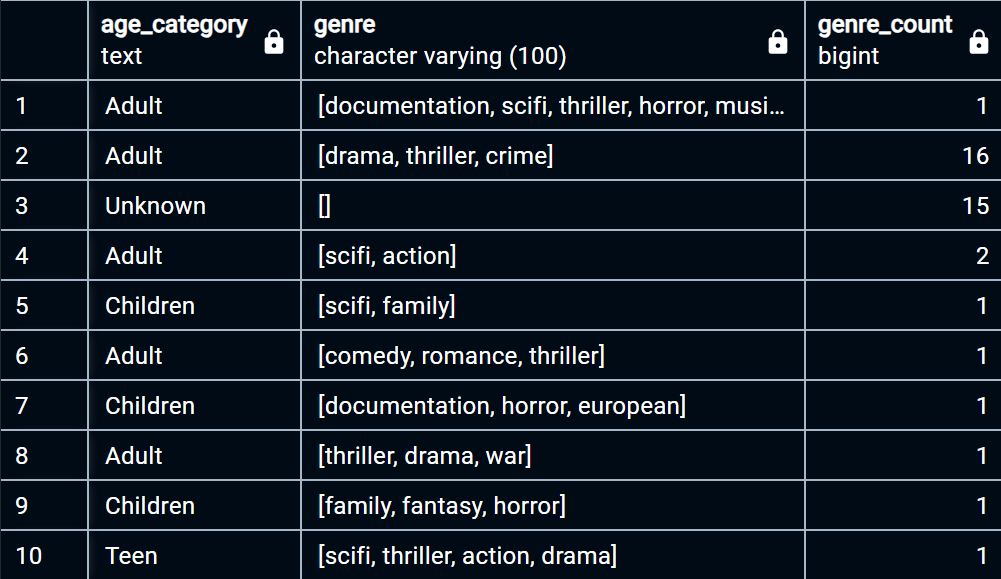 age_category genre genre_count
text character varying (100) bigint
1 Adult [documentation, scifi, thriller, horror, musi... 1
2 Adult [drama, thriller, crime] 16
3 Unknown [] 15
4 Adult [scifi, action] 2
5 Children [scifi, family] 1
6 Adult [comedy, romance, thriller] 1
7 Children [documentation, horror, european] 1
8 Adult [thriller, drama, war] 1
9 Children [family, fantasy, horror] 1
10 Teen [scifi, thriller, action, drama] 1